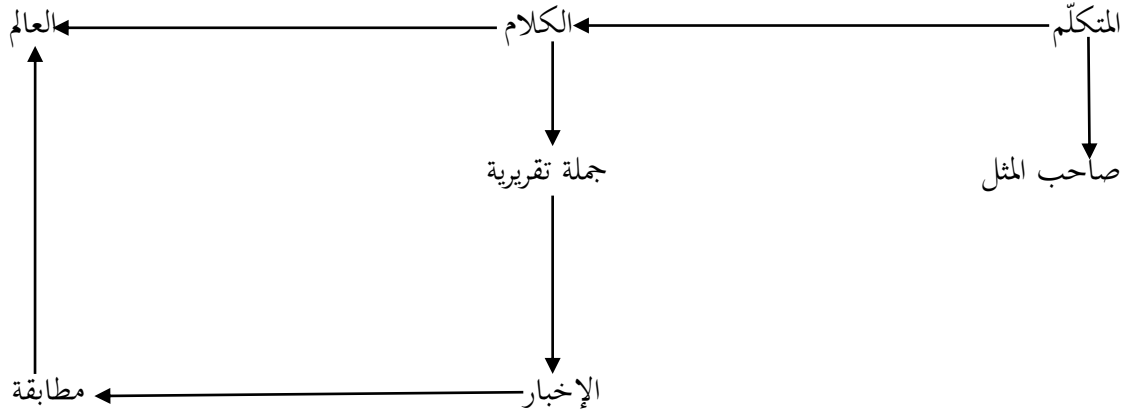 المتكلّم الكلام العالم
صاحب المثل جملة تقريرية
الإخبار مطابقة